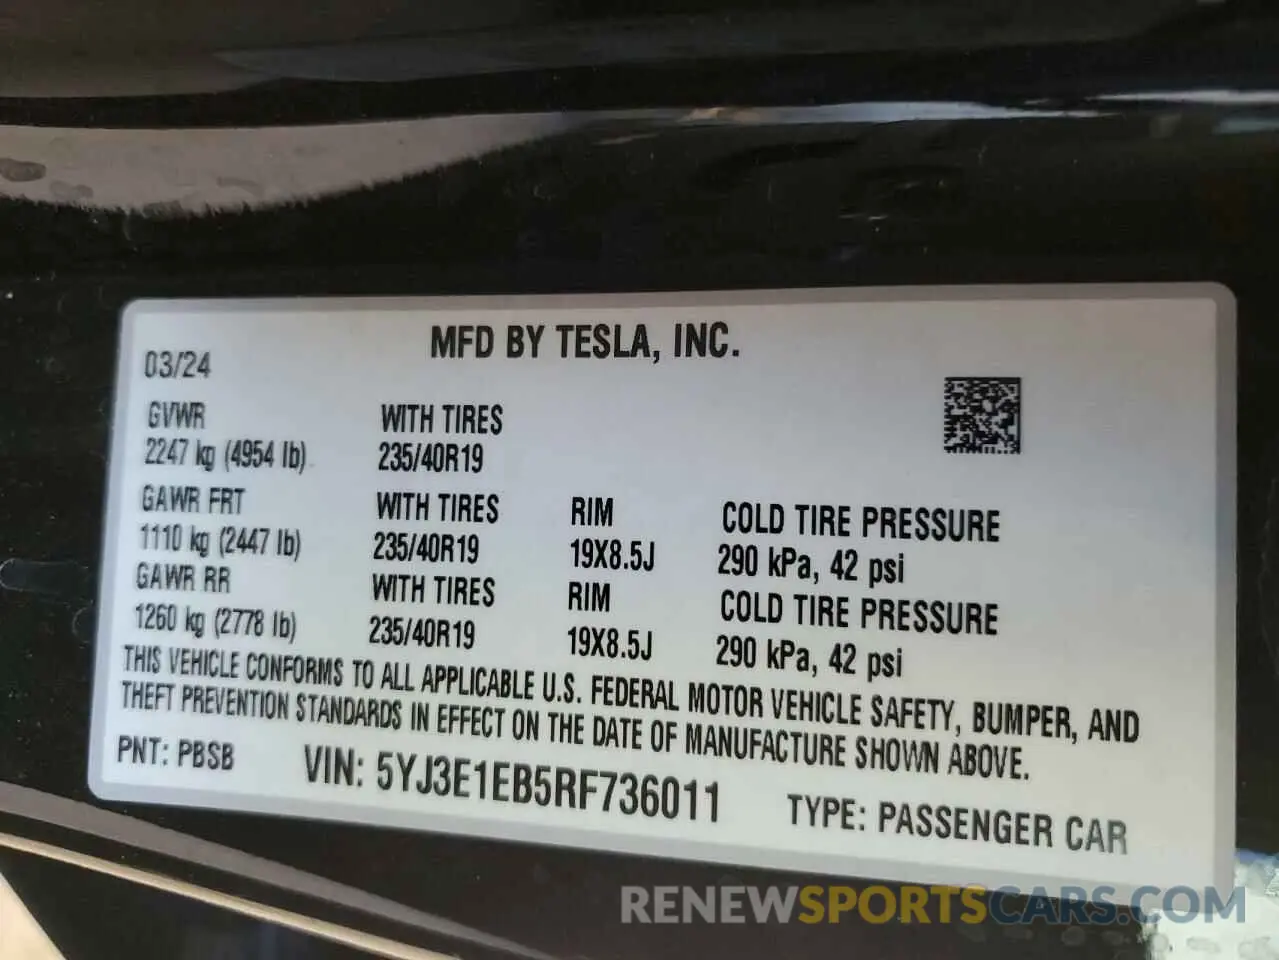 MFD BY TESLA, INC.
03/24
GVWR WITH TIRES
2247 kg (4954 lb) 235/40R19
GAWR FRT WITH TIRES RIM COLD TIRE PRESSURE
1110 kg (2447 lb) 235/40R19 19X8.5J 290 kPa, 42 psi
GAWR RR WITH TIRES RIM COLD TIRE PRESSURE
1260 kg (2778 lb) 235/40R19 19X8.5J 290 kPa, 42 psi
THIS VEHICLE CONFORMS TO ALL APPLICABLE U.S. FEDERAL MOTOR VEHICLE SAFETY, BUMPER, AND
THEFT PREVENTION STANDARDS IN EFFECT ON THE DATE OF MANUFACTURE SHOWN ABOVE.
PNT: PBSB VIN: 5YJ3E1EB5RF736011 TYPE: PASSENGER CAR
RENEWSPORTSCARS.COM